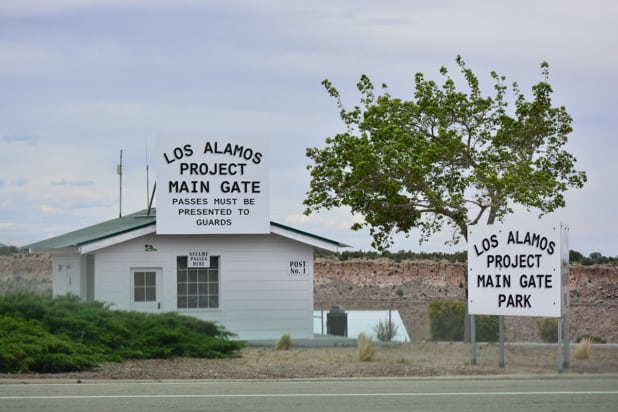 LOS ALAMOS
PROJECT
MAIN GATE
PASSES MUST BE
PRESENTED TO
GUARDS
SECURE
PASSES
HERE
POST
No. 1
LOS ALAMOS
PROJECT
MAIN GATE
PARK